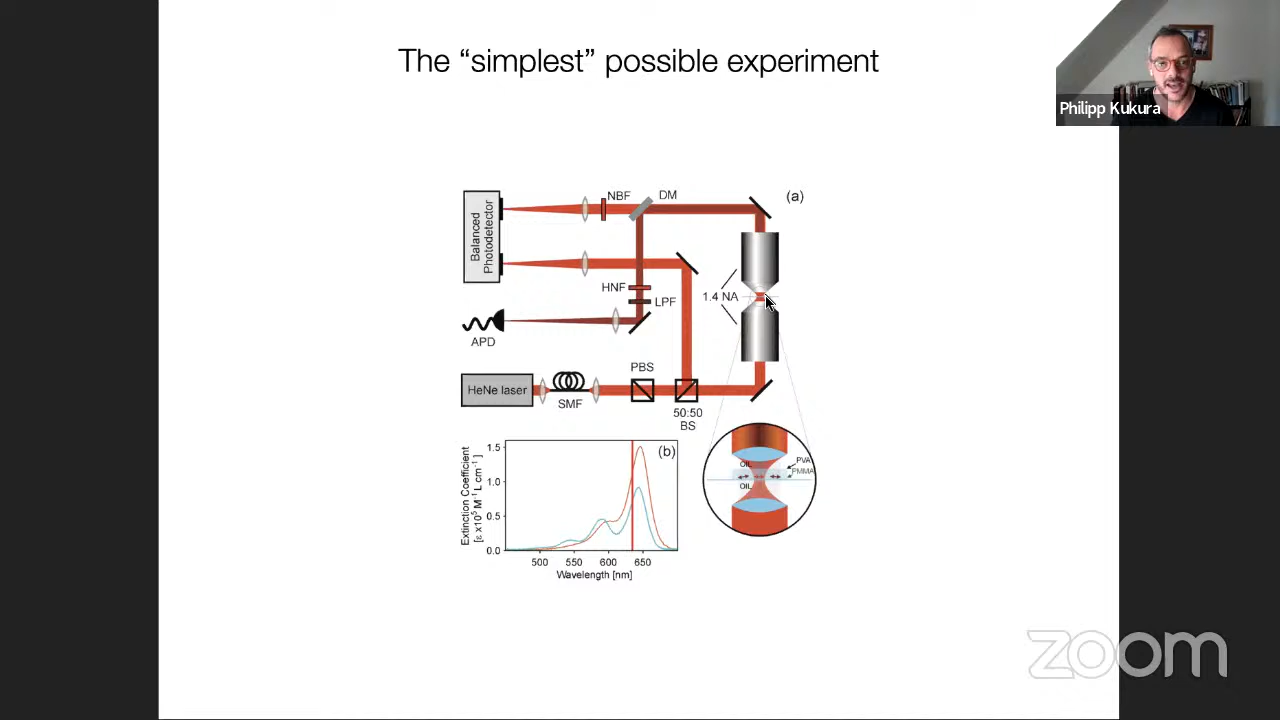 The “simplest” possible experiment
Philipp Kukura
NBF
DM
(a)
Balanced
Photodetector
HNF
LPF
1.4 NA
APD
PBS
HeNe laser
SMF
50:50
BS
(b)
Extinction Coefficient
[ε x10⁵ M⁻¹ L cm⁻¹]
1.5
1.0
0.5
0.0
500
550
600
650
Wavelength [nm]
OIL
PVA
PMMA
OIL
zoom